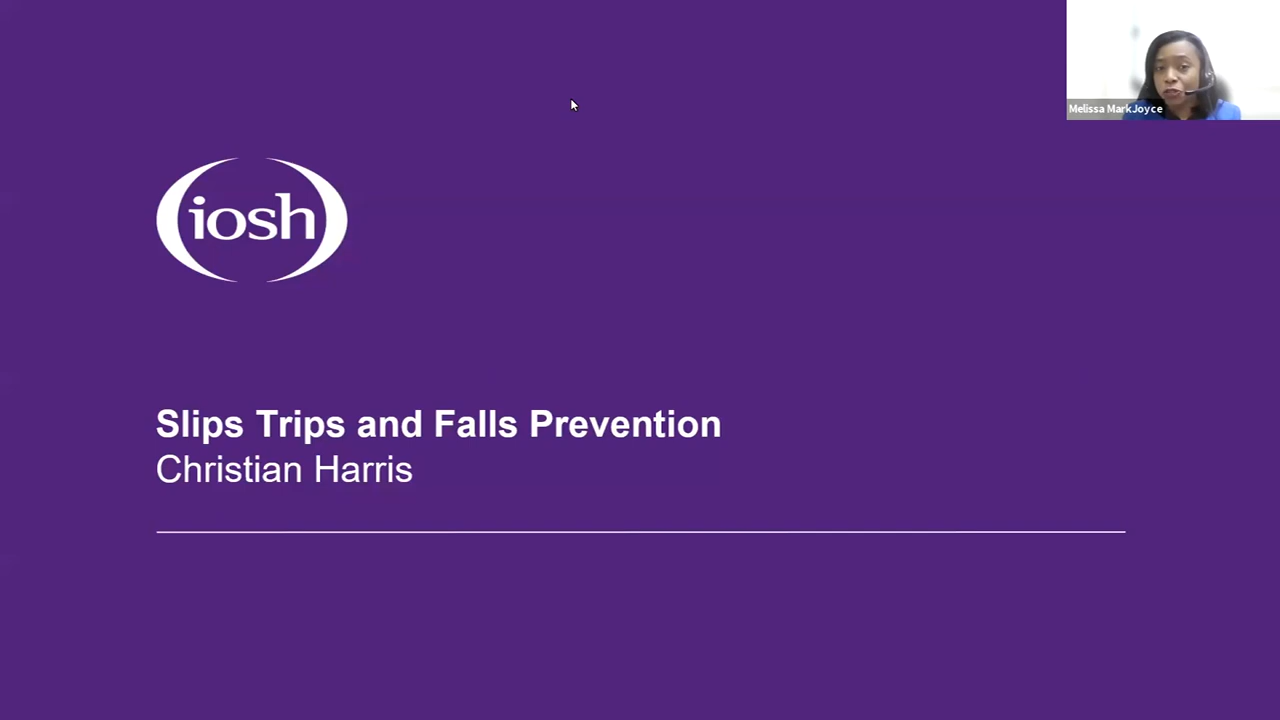 Melissa MarkJoyce
iosh
Slips Trips and Falls Prevention
Christian Harris